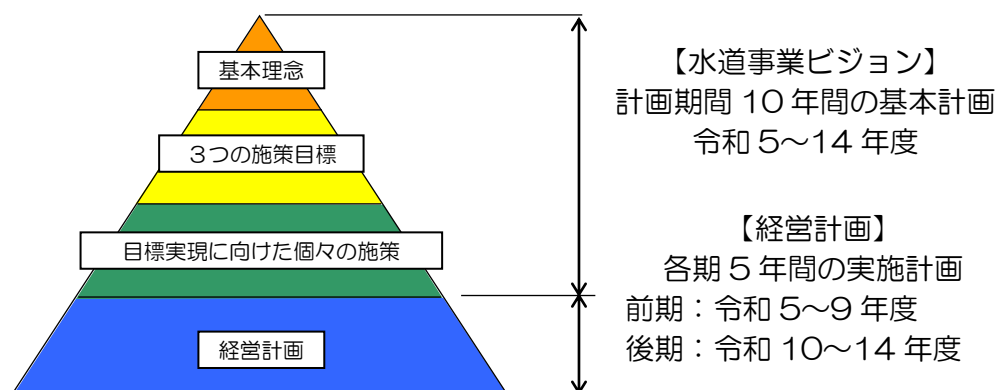 基本理念
3つの施策目標
目標実現に向けた個々の施策
経営計画
【水道事業ビジョン】
計画期間 10 年間の基本計画
令和 5～14 年度
【経営計画】
各期 5 年間の実施計画
前期：令和 5～9 年度
後期：令和 10～14 年度